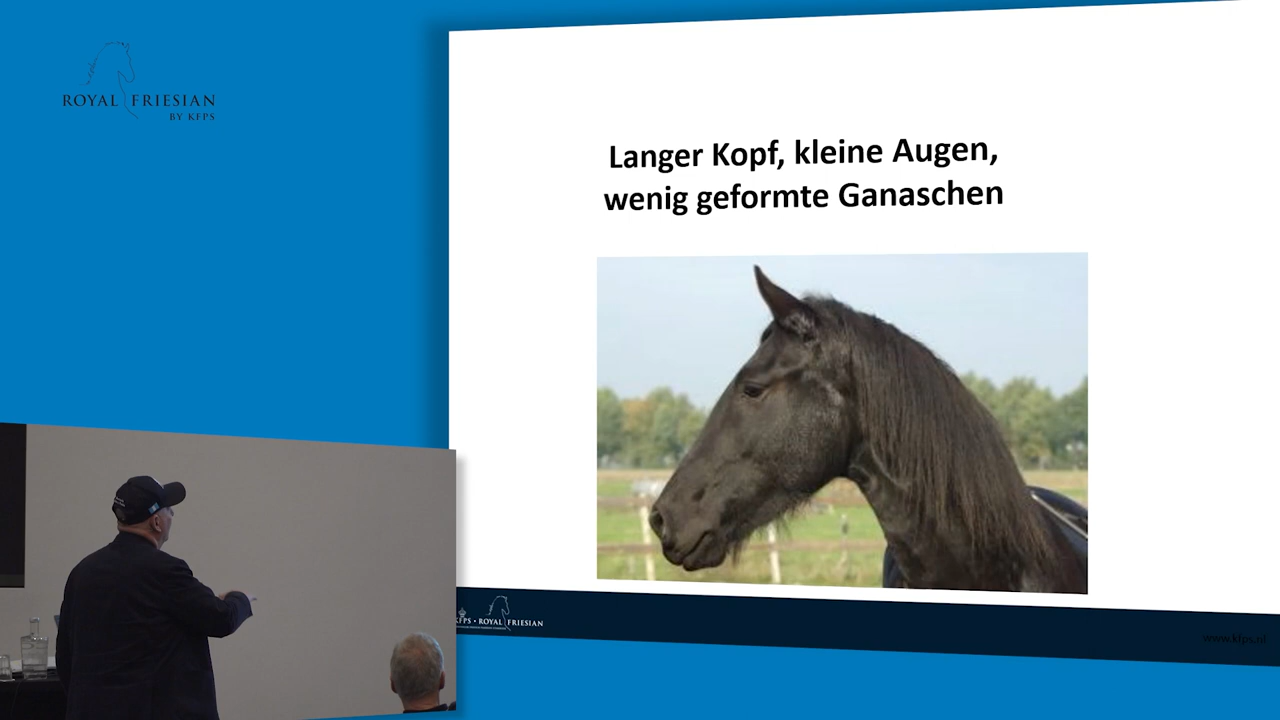 ROYAL FRIESIAN
BY KFPS
Langer Kopf, kleine Augen,
wenig geformte Ganaschen
KFPS • ROYAL FRIESIAN
www.kfps.nl